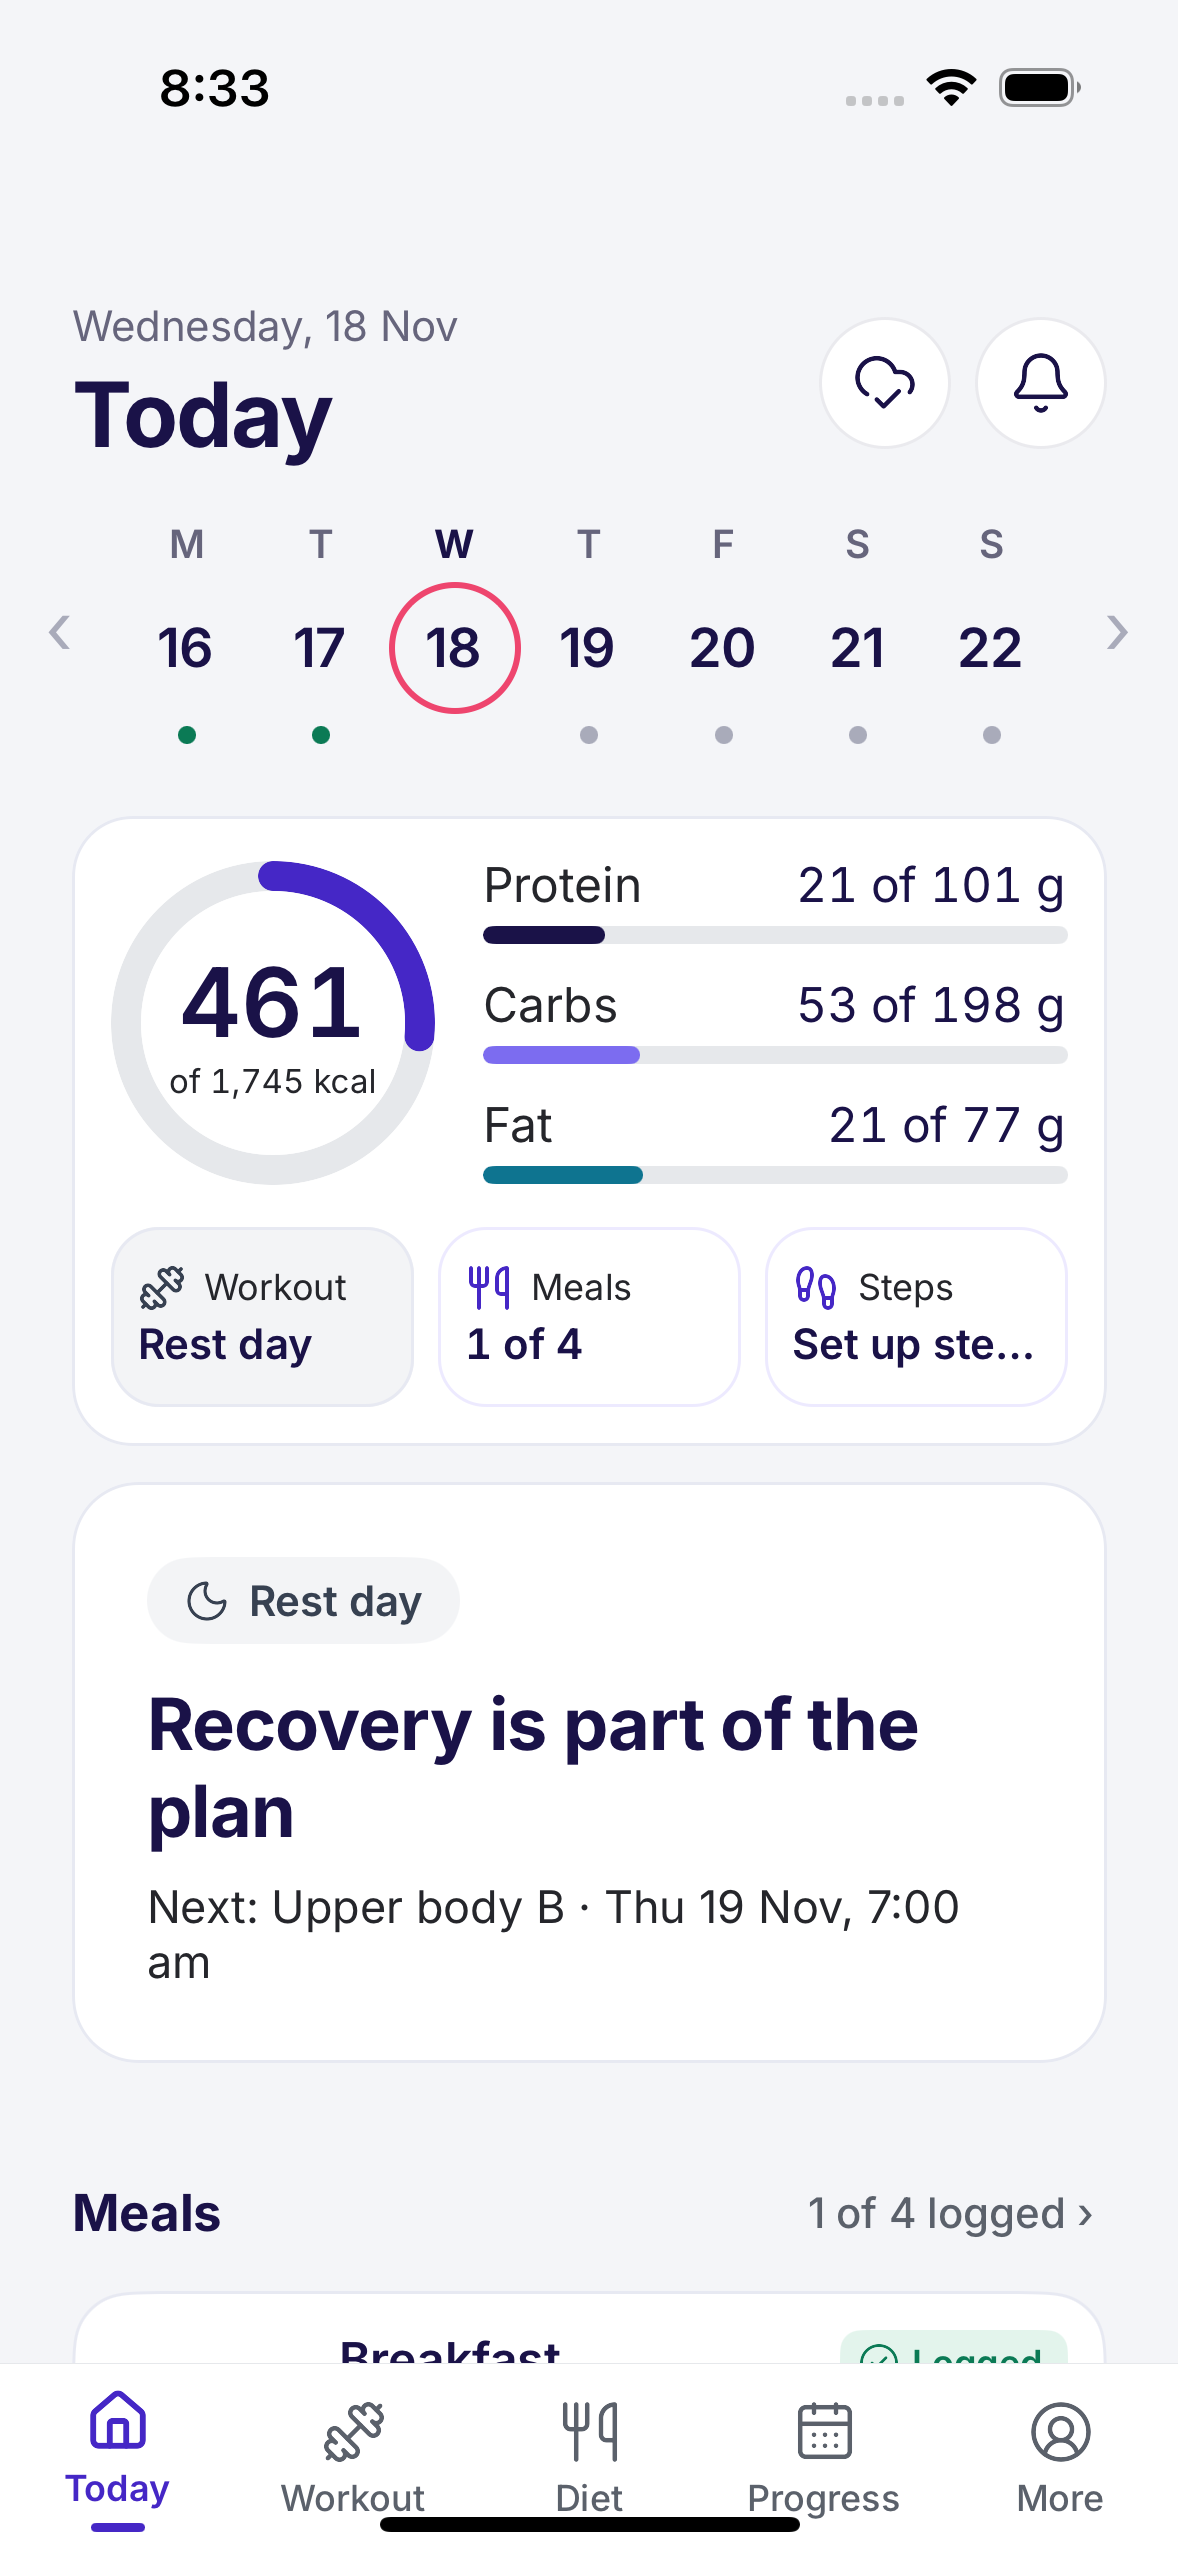 8:33
Wednesday, 18 Nov
Today
M T W T F S S
‹ 16 17 18 19 20 21 22 ›
Protein 21 of 101 g
461
of 1,745 kcal
Carbs 53 of 198 g
Fat 21 of 77 g
Workout
Rest day
Meals
1 of 4
Steps
Set up ste...
Rest day
Recovery is part of the
plan
Next: Upper body B · Thu 19 Nov, 7:00
am
Meals
1 of 4 logged ›
Breakfast
Logged
Today
Workout
Diet
Progress
More